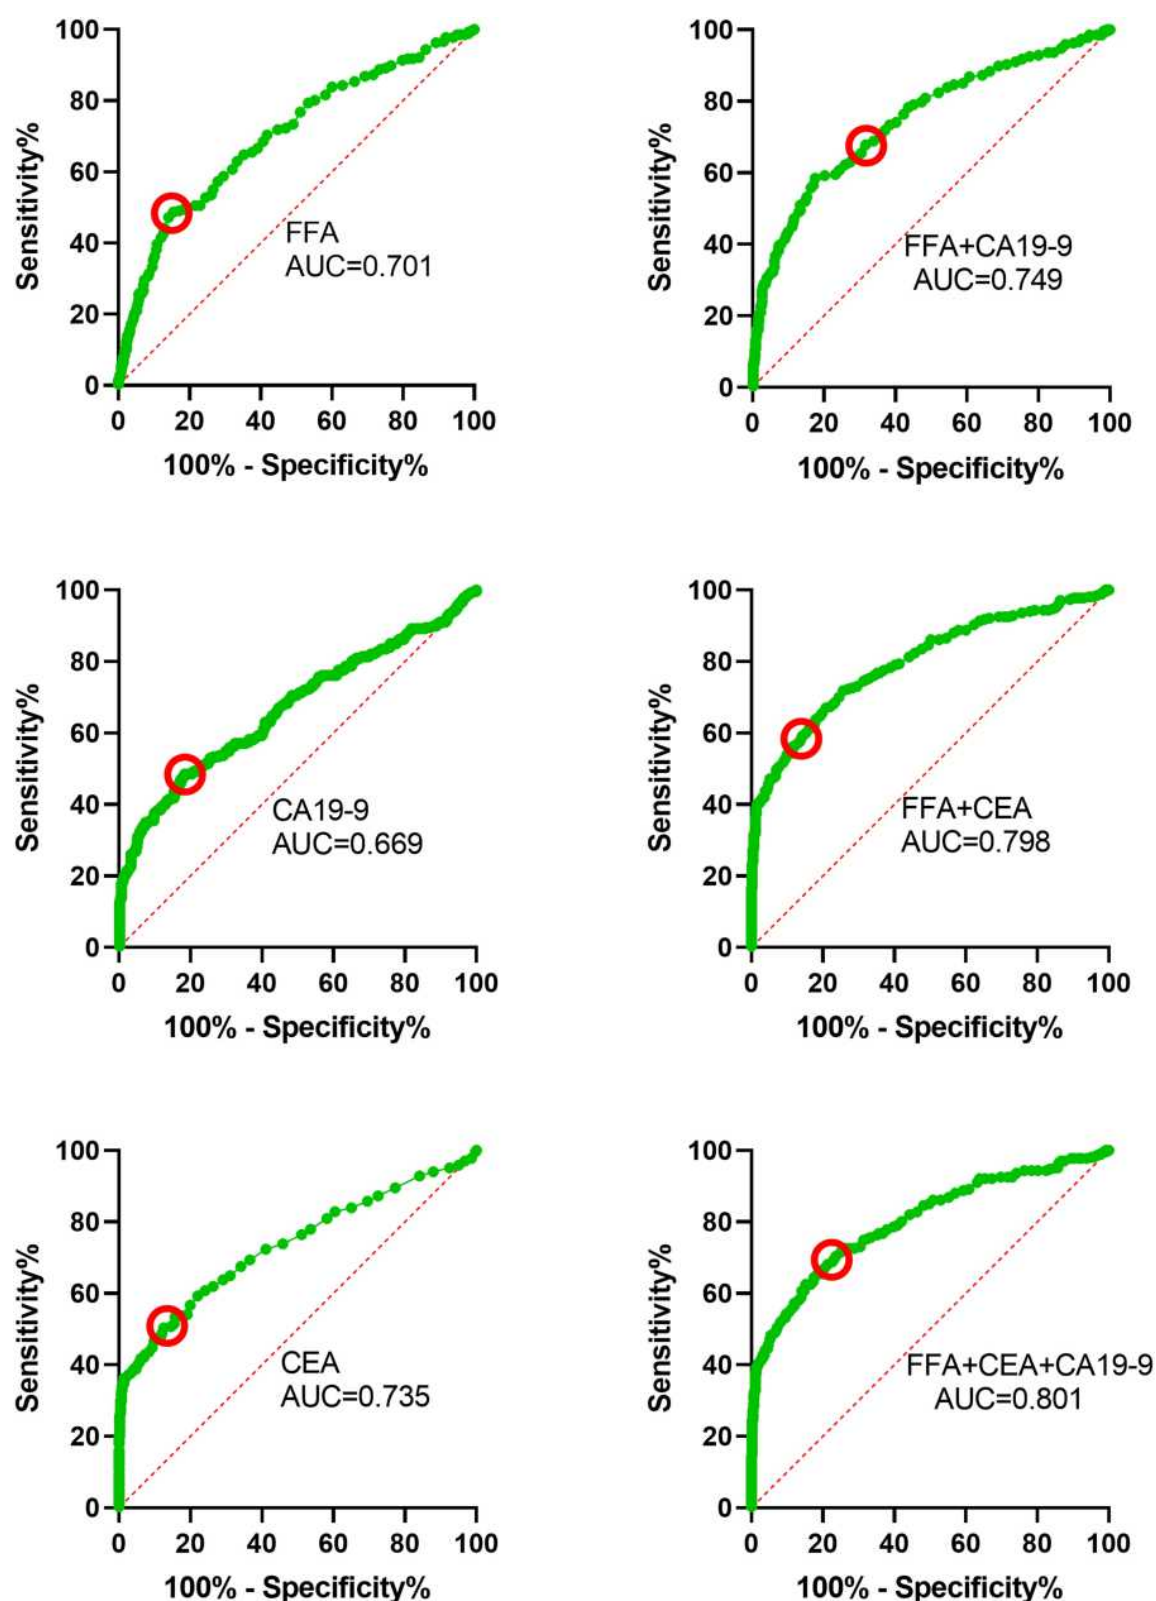 100
80
60
40
20
0
Sensitivity%
FFA
AUC=0.701
0 20 40 60 80 100
100% - Specificity%
100
80
60
40
20
0
Sensitivity%
FFA+CA19-9
AUC=0.749
0 20 40 60 80 100
100% - Specificity%
100
80
60
40
20
0
Sensitivity%
CA19-9
AUC=0.669
0 20 40 60 80 100
100% - Specificity%
100
80
60
40
20
0
Sensitivity%
FFA+CEA
AUC=0.798
0 20 40 60 80 100
100% - Specificity%
100
80
60
40
20
0
Sensitivity%
CEA
AUC=0.735
0 20 40 60 80 100
100% - Specificity%
100
80
60
40
20
0
Sensitivity%
FFA+CEA+CA19-9
AUC=0.801
0 20 40 60 80 100
100% - Specificity%